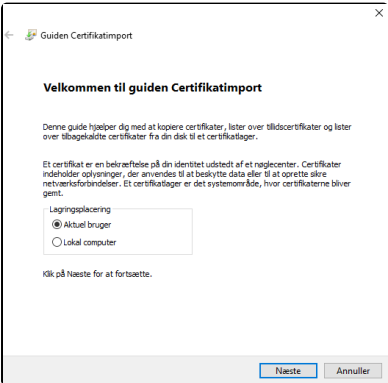 Guiden Certifikatimport
Velkommen til guiden Certifikatimport
Denne guide hjælper dig med at kopiere certifikater, lister over tillidscertifikater og lister
over tilbagekaldte certifikater fra din disk til et certifikatlager.
Et certifikat er en bekræftelse på din identitet udstedt af et nøglecenter. Certifikater
indeholder oplysninger, der anvendes til at beskytte data eller til at oprette sikre
netværksforbindelser. Et certifikatlager er det systemområde, hvor certifikaterne bliver
gemt.
Lagringsplacering
Aktuel bruger
Lokal computer
Klik på Næste for at fortsætte.
Næste Annuller